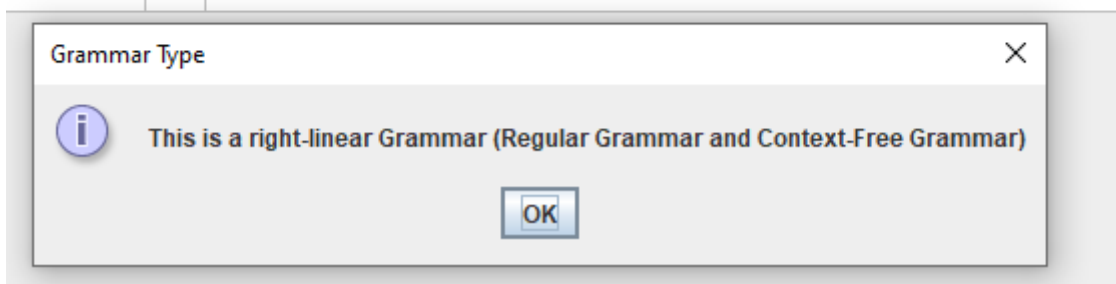 Grammar Type
This is a right-linear Grammar (Regular Grammar and Context-Free Grammar)
OK